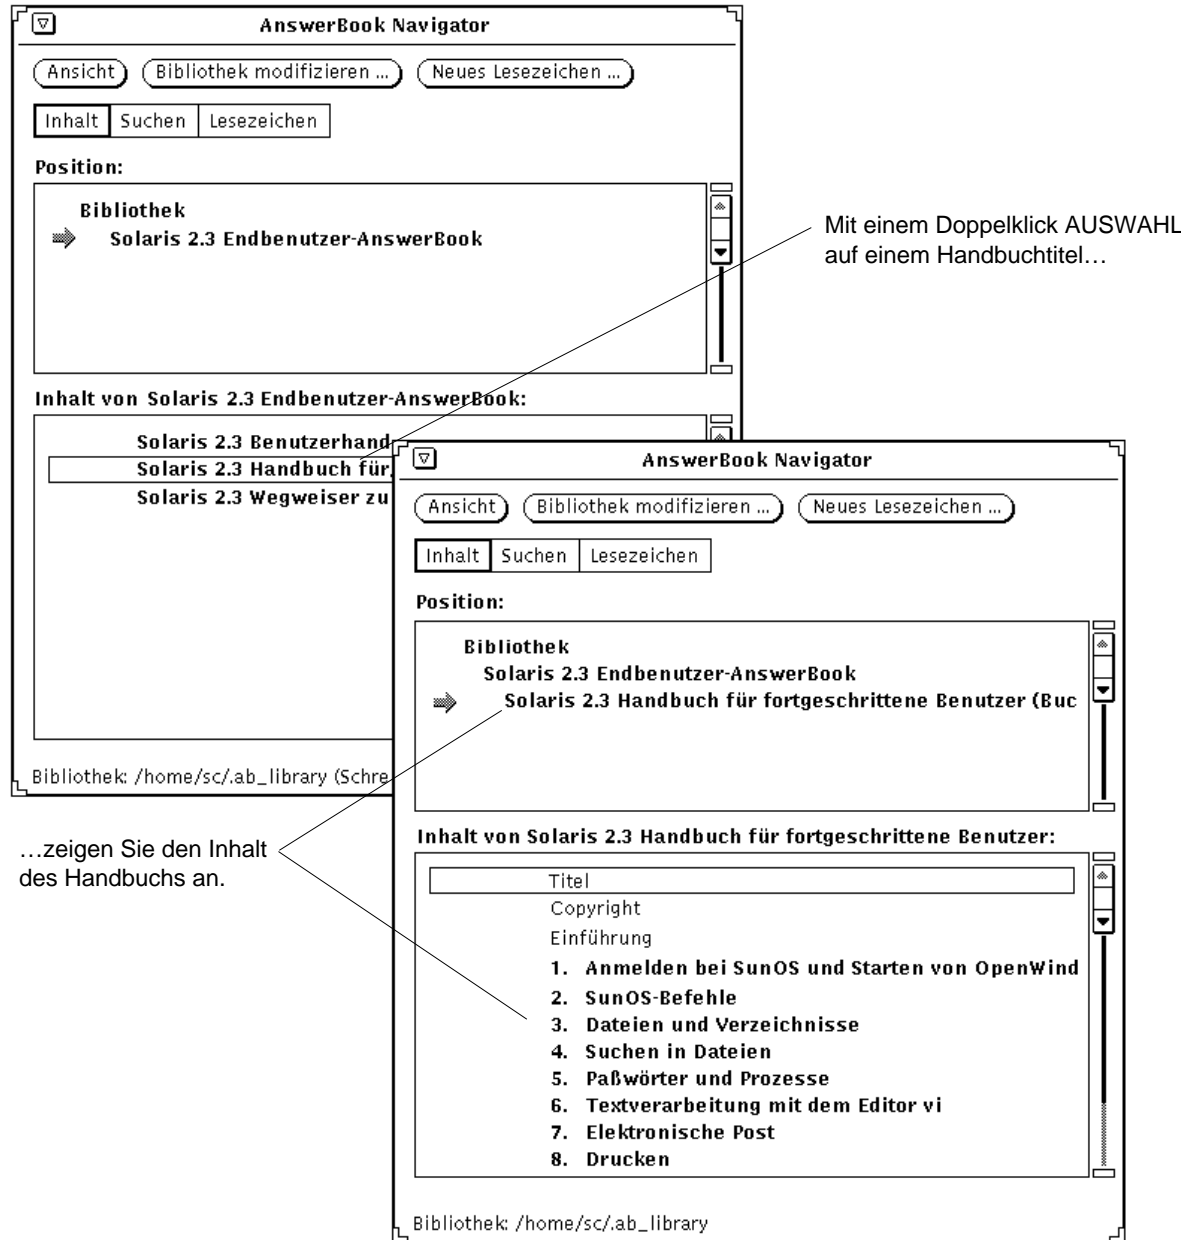 AnswerBook Navigator
Ansicht Bibliothek modifizieren ... Neues Lesezeichen ...
Inhalt Suchen Lesezeichen
Position:
Bibliothek
Solaris 2.3 Endbenutzer-AnswerBook
Mit einem Doppelklick AUSWAHL
auf einem Handbuchtitel…
Inhalt von Solaris 2.3 Endbenutzer-AnswerBook:
Solaris 2.3 Benutzerhand
Solaris 2.3 Handbuch für
Solaris 2.3 Wegweiser zu
Bibliothek: /home/sc/.ab_library (Schre
…zeigen Sie den Inhalt
des Handbuchs an.
AnswerBook Navigator
Ansicht Bibliothek modifizieren ... Neues Lesezeichen ...
Inhalt Suchen Lesezeichen
Position:
Bibliothek
Solaris 2.3 Endbenutzer-AnswerBook
Solaris 2.3 Handbuch für fortgeschrittene Benutzer (Buc
Inhalt von Solaris 2.3 Handbuch für fortgeschrittene Benutzer:
Titel
Copyright
Einführung
1. Anmelden bei SunOS und Starten von OpenWind
2. SunOS-Befehle
3. Dateien und Verzeichnisse
4. Suchen in Dateien
5. Paßwörter und Prozesse
6. Textverarbeitung mit dem Editor vi
7. Elektronische Post
8. Drucken
Bibliothek: /home/sc/.ab_library